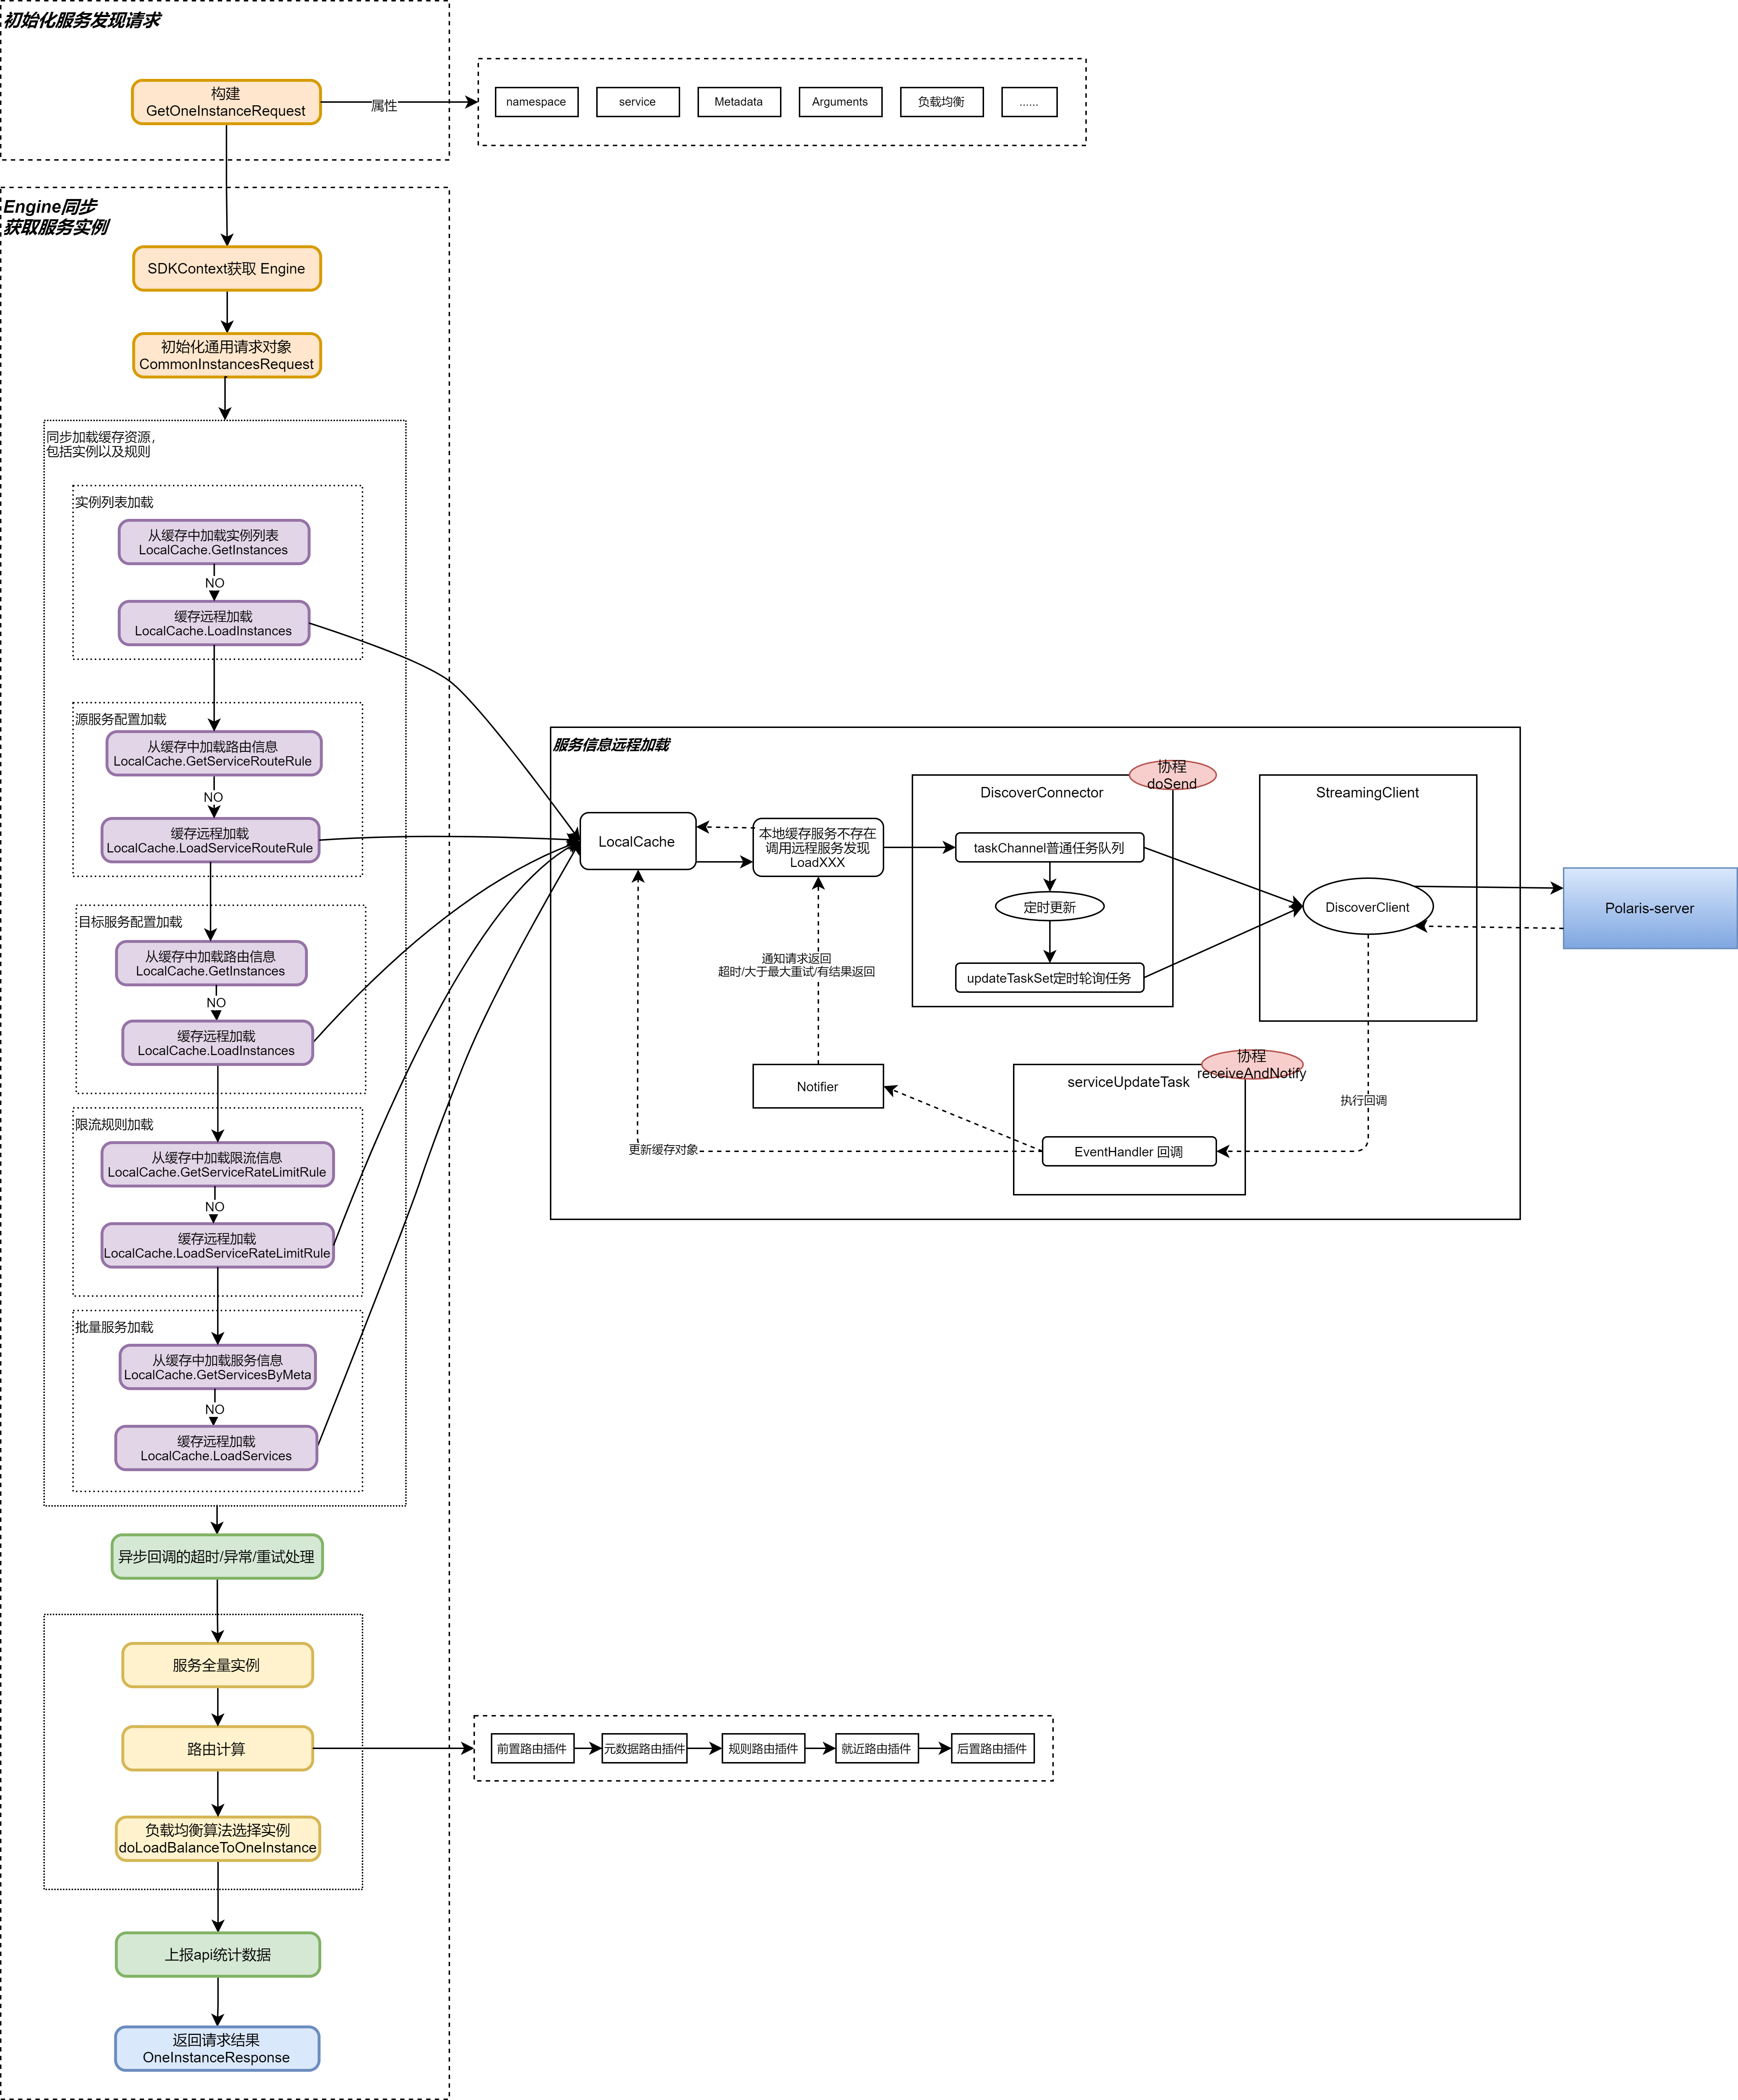 初始化服务发现请求
构建
GetOneInstanceRequest
属性
namespace
service
Metadata
Arguments
负载均衡
......
Engine同步
获取服务实例
SDKContext获取 Engine
初始化通用请求对象
CommonInstancesRequest
同步加载缓存资源，
包括实例以及规则
实例列表加载
从缓存中加载实例列表
LocalCache.GetInstances
NO
缓存远程加载
LocalCache.LoadInstances
源服务配置加载
从缓存中加载路由信息
LocalCache.GetServiceRouteRule
NO
缓存远程加载
LocalCache.LoadServiceRouteRule
目标服务配置加载
从缓存中加载路由信息
LocalCache.GetInstances
NO
缓存远程加载
LocalCache.LoadInstances
限流规则加载
从缓存中加载限流信息
LocalCache.GetServiceRateLimitRule
NO
缓存远程加载
LocalCache.LoadServiceRateLimitRule
批量服务加载
从缓存中加载服务信息
LocalCache.GetServicesByMeta
NO
缓存远程加载
LocalCache.LoadServices
服务信息远程加载
LocalCache
本地缓存服务不存在
调用远程服务发现
LoadXXX
DiscoverConnector
协程
doSend
taskChannel普通任务队列
定时更新
updateTaskSet定时轮询任务
StreamingClient
DiscoverClient
Polaris-server
通知请求返回
超时/大于最大重试/有结果返回
Notifier
serviceUpdateTask
协程
receiveAndNotify
EventHandler 回调
执行回调
更新缓存对象
异步回调的超时/异常/重试处理
服务全量实例
路由计算
前置路由插件
元数据路由插件
规则路由插件
就近路由插件
后置路由插件
负载均衡算法选择实例
doLoadBalanceToOneInstance
上报api统计数据
返回请求结果
OneInstanceResponse